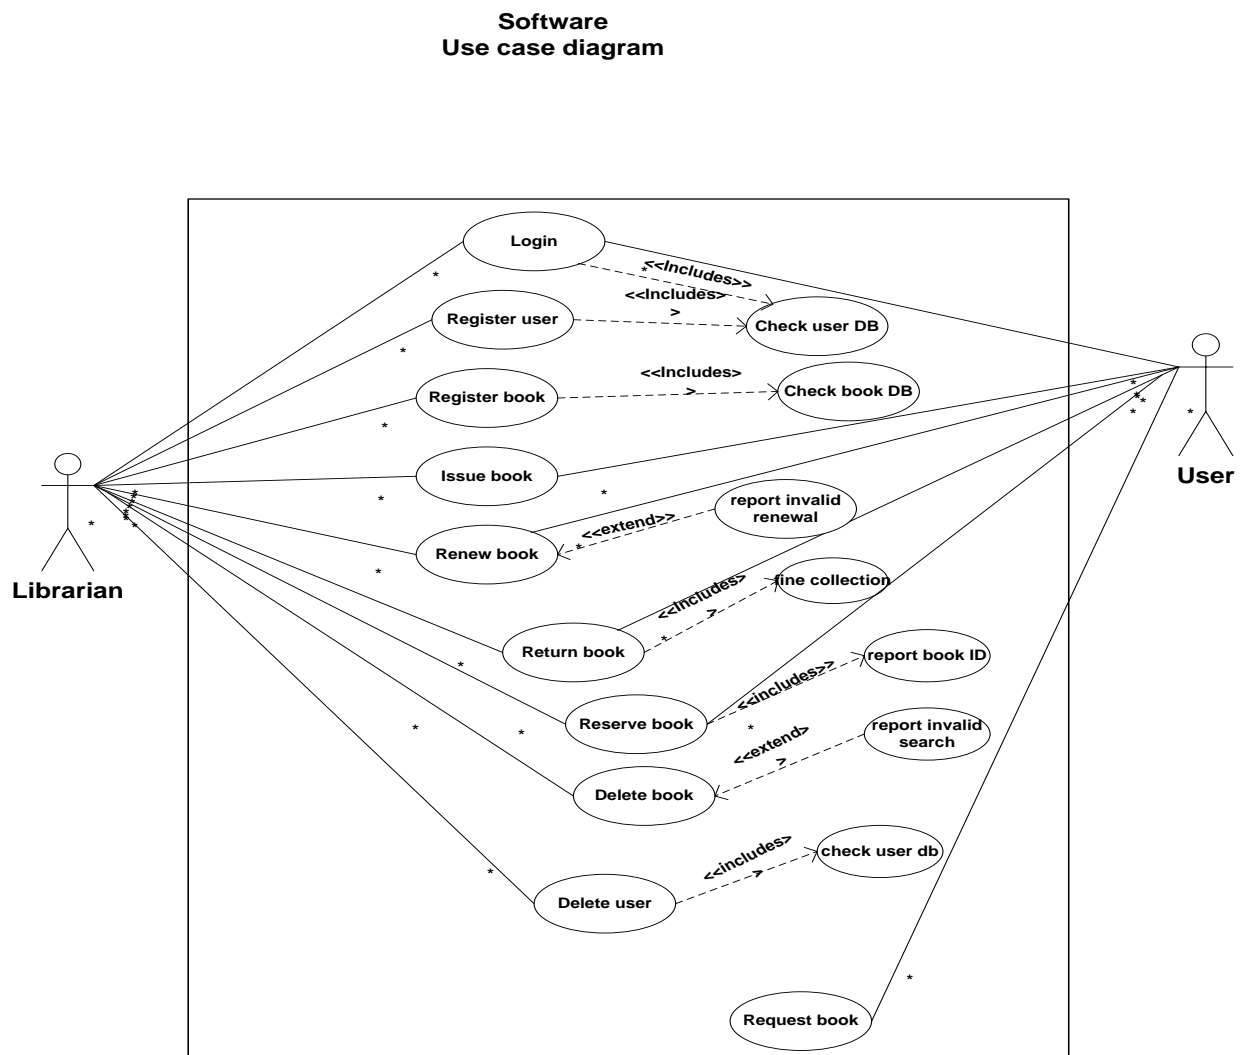 Software
Use case diagram
Login
*
*
<<Includes>>
<<Includes>
>
Register user
Check user DB
*
<<Includes>
>
Register book
Check book DB
*
*
*
*
*
*
*
Issue book
User
*
*
report invalid
renewal
<<extend>>
*
Renew book
*
*
*
*
*
*
*
Librarian
*
fine collection
<<Includes>
>
*
Return book
*
report book ID
<<includes>>
Reserve book
*
*
*
report invalid
search
<<extend>
>
Delete book
check user db
<<includes>
>
*
Delete user
*
Request book